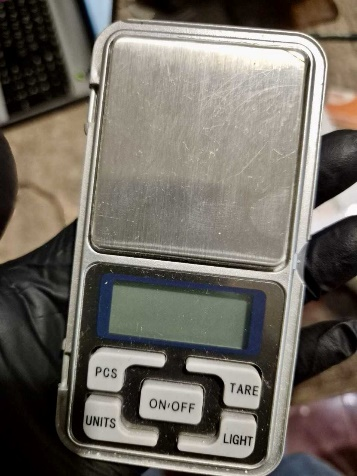 PCS
TARE
ON/OFF
UNITS
LIGHT